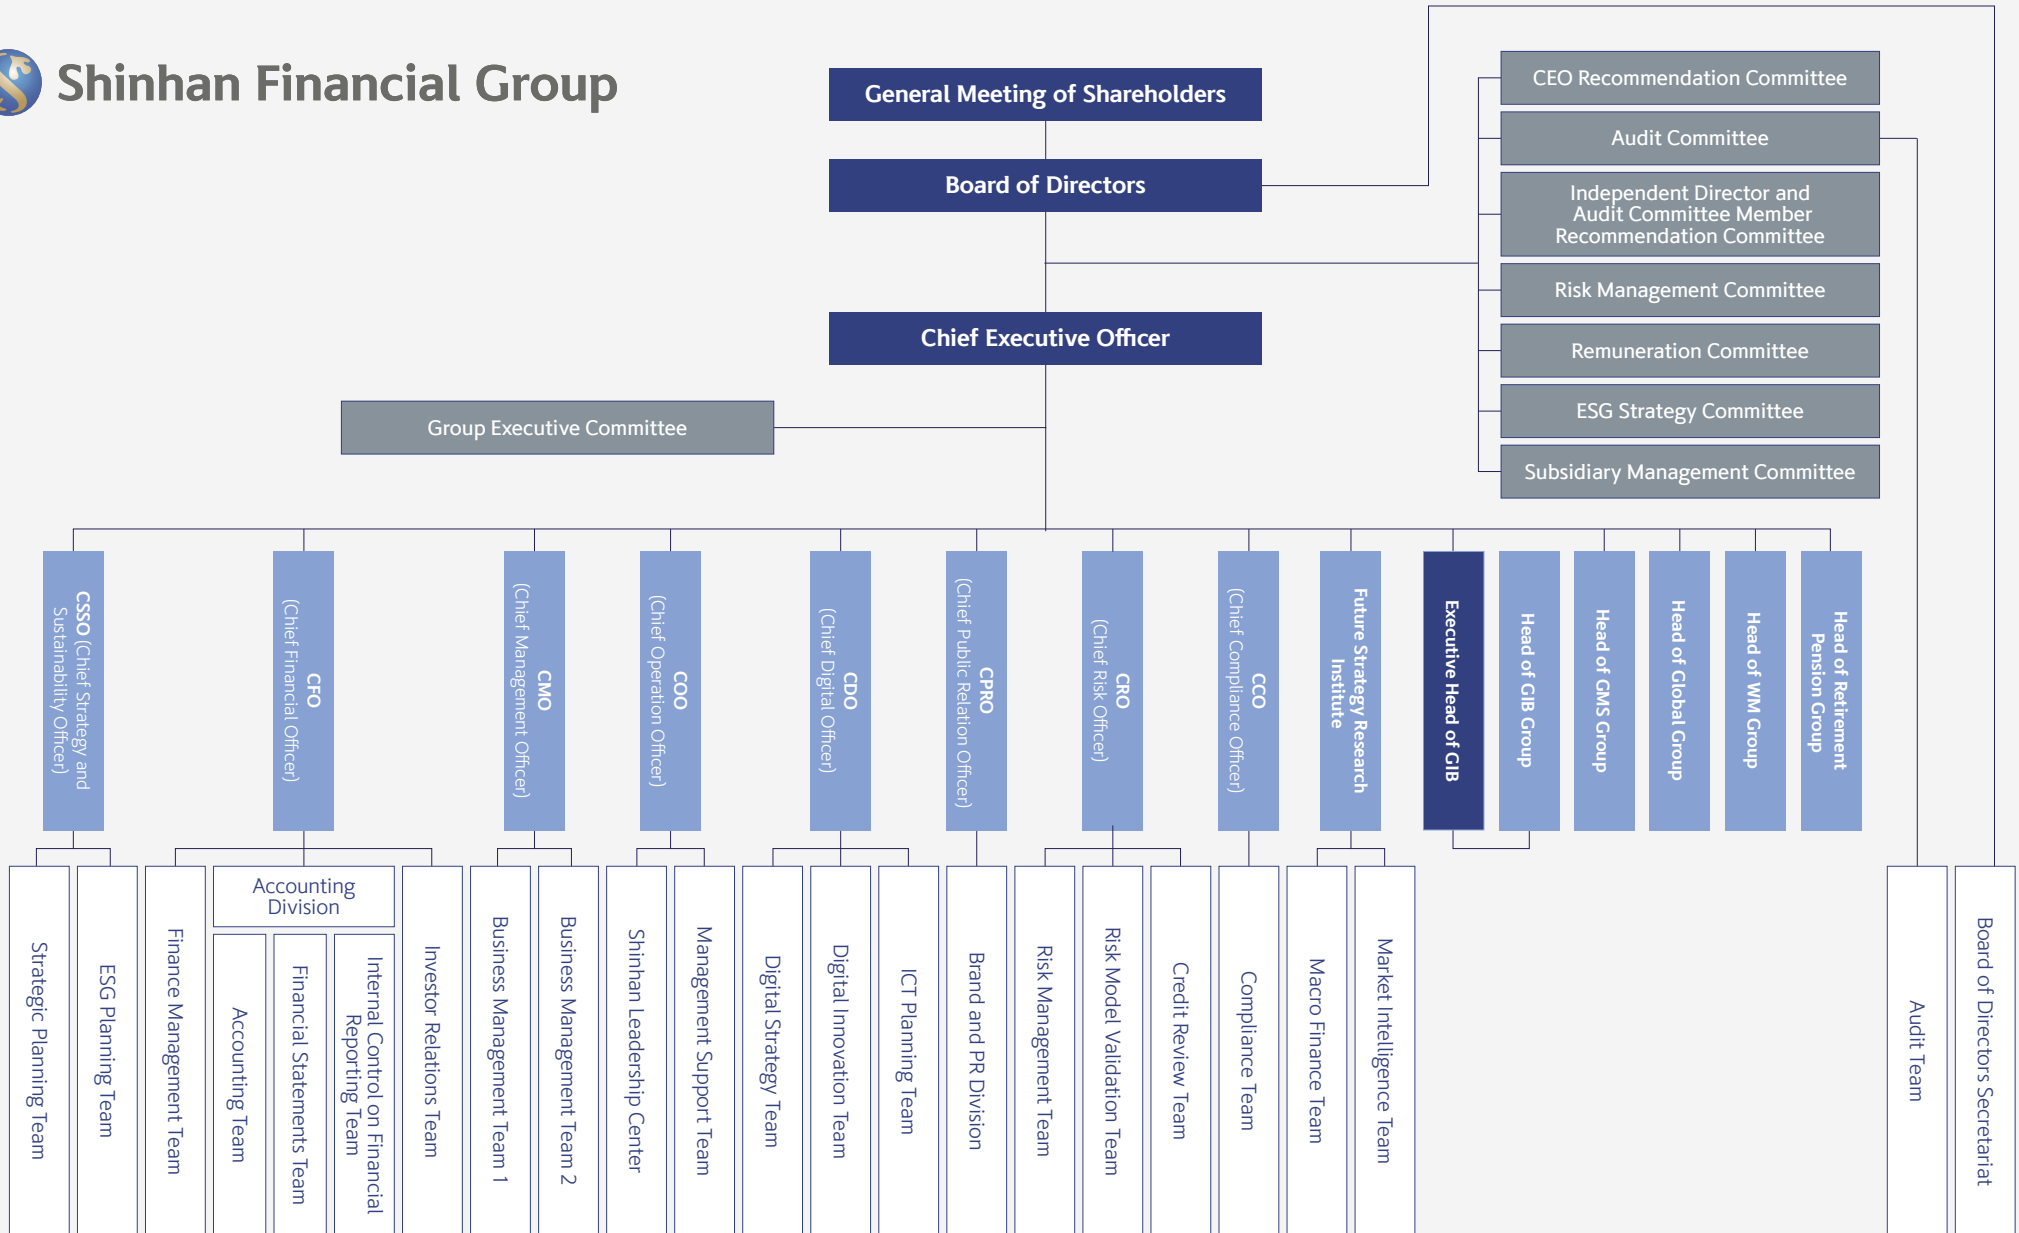 Shinhan Financial Group
General Meeting of Shareholders
Board of Directors
Chief Executive Officer
Group Executive Committee
CEO Recommendation Committee
Audit Committee
Independent Director and
Audit Committee Member
Recommendation Committee
Risk Management Committee
Remuneration Committee
ESG Strategy Committee
Subsidiary Management Committee
CSSO (Chief Strategy and
Sustainability Officer)
CFO
(Chief Financial Officer)
CMO
(Chief Management Officer)
COO
(Chief Operation Officer)
CDO
(Chief Digital Officer)
CPRO
(Chief Public Relation Officer)
CRO
(Chief Risk Officer)
CCO
(Chief Compliance Officer)
Future Strategy Research
Institute
Executive Head of GIB
Head of GIB Group
Head of GMS Group
Head of Global Group
Head of WM Group
Head of Retirement
Pension Group
Strategic Planning Team
ESG Planning Team
Finance Management Team
Accounting
Division
Accounting Team
Financial Statements Team
Internal Control on Financial
Reporting Team
Investor Relations Team
Business Management Team 1
Business Management Team 2
Shinhan Leadership Center
Management Support Team
Digital Strategy Team
Digital Innovation Team
ICT Planning Team
Brand and PR Division
Risk Management Team
Risk Model Validation Team
Credit Review Team
Compliance Team
Macro Finance Team
Market Intelligence Team
Audit Team
Board of Directors Secretariat